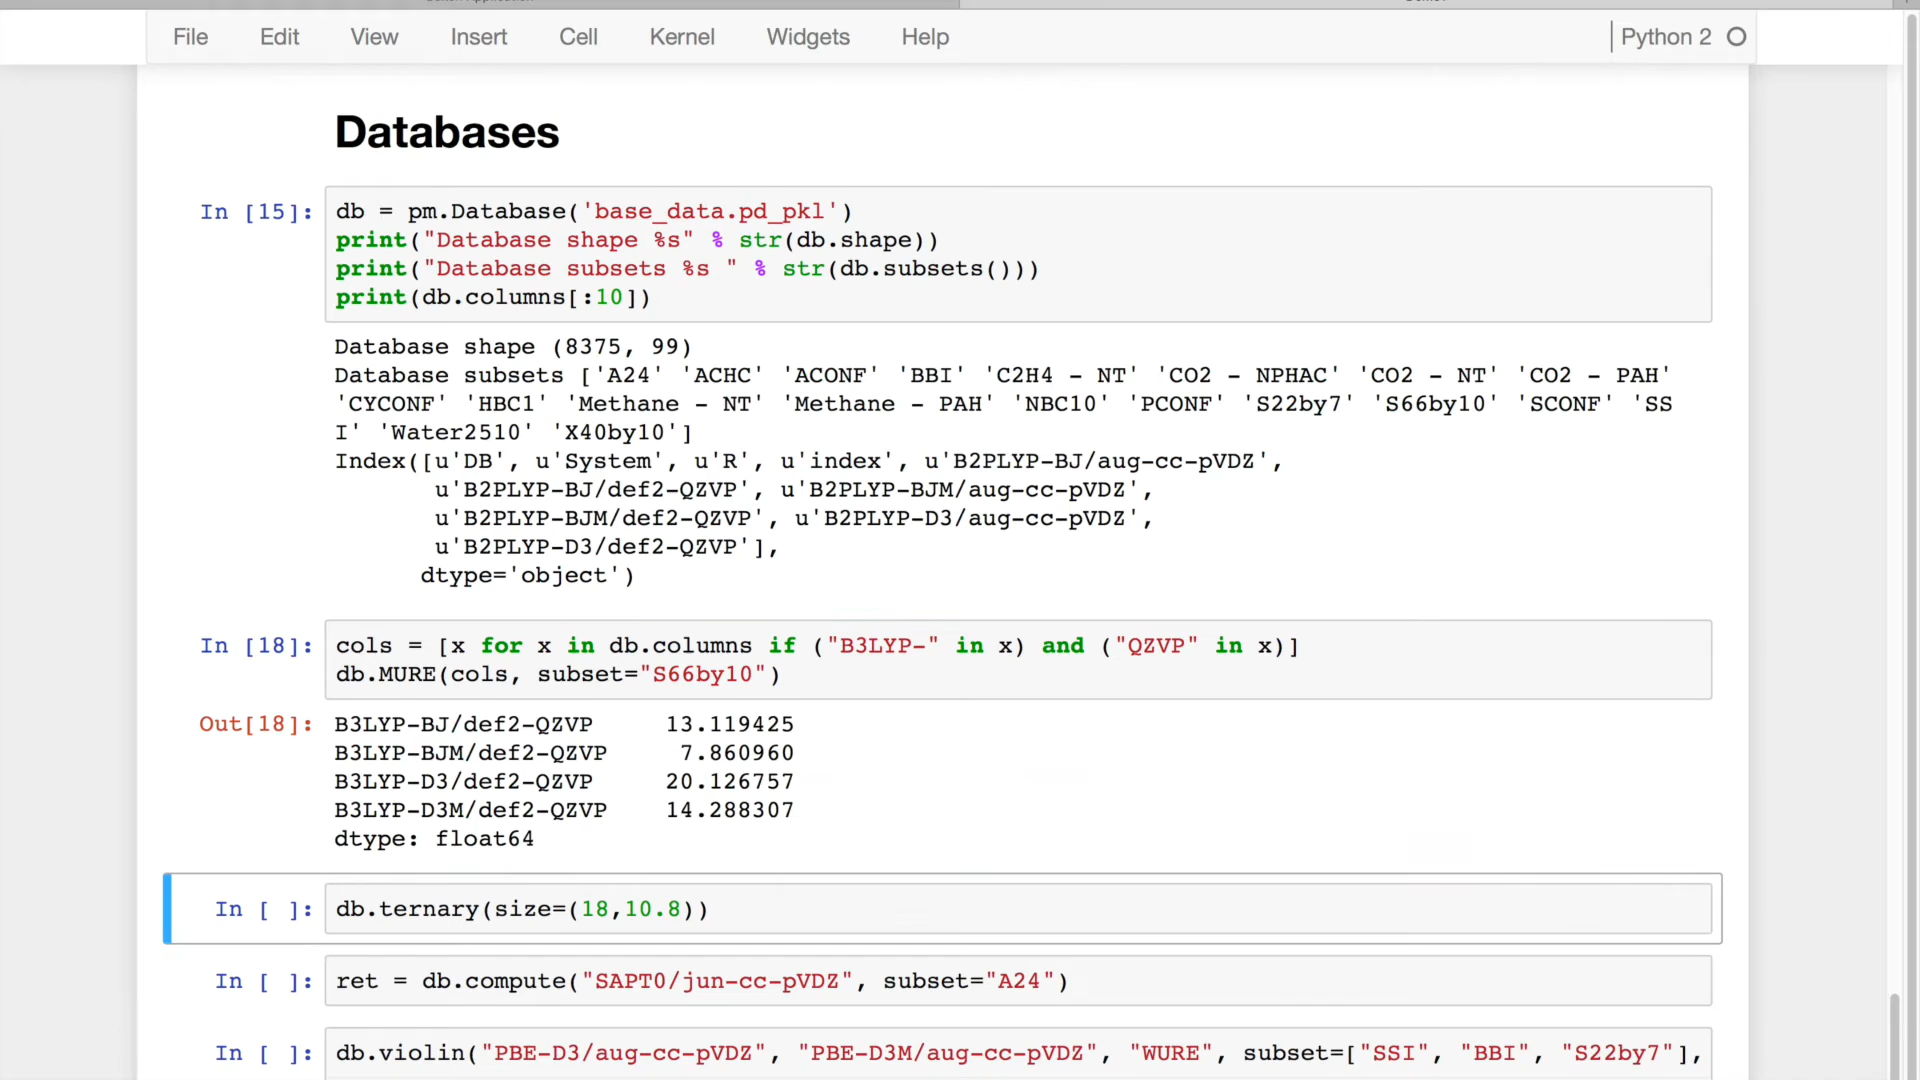 File Edit View Insert Cell Kernel Widgets Help Python 2
Databases
In [15]: db = pm.Database('base_data.pd_pkl')
print("Database shape %s" % str(db.shape))
print("Database subsets %s " % str(db.subsets()))
print(db.columns[:10])
Database shape (8375, 99)
Database subsets ['A24' 'ACHC' 'ACONF' 'BBI' 'C2H4 - NT' 'CO2 - NPHAC' 'CO2 - NT' 'CO2 - PAH'
'CYCONF' 'HBC1' 'Methane - NT' 'Methane - PAH' 'NBC10' 'PCONF' 'S22by7' 'S66by10' 'SCONF' 'SS
I' 'Water2510' 'X40by10']
Index([u'DB', u'System', u'R', u'index', u'B2PLYP-BJ/aug-cc-pVDZ',
u'B2PLYP-BJ/def2-QZVP', u'B2PLYP-BJM/aug-cc-pVDZ',
u'B2PLYP-BJM/def2-QZVP', u'B2PLYP-D3/aug-cc-pVDZ',
u'B2PLYP-D3/def2-QZVP'],
dtype='object')
In [18]: cols = [x for x in db.columns if ("B3LYP-" in x) and ("QZVP" in x)]
db.MURE(cols, subset="S66by10")
Out[18]: B3LYP-BJ/def2-QZVP 13.119425
B3LYP-BJM/def2-QZVP 7.860960
B3LYP-D3/def2-QZVP 20.126757
B3LYP-D3M/def2-QZVP 14.288307
dtype: float64
In [ ]: db.ternary(size=(18,10.8))
In [ ]: ret = db.compute("SAPT0/jun-cc-pVDZ", subset="A24")
In [ ]: db.violin("PBE-D3/aug-cc-pVDZ", "PBE-D3M/aug-cc-pVDZ", "WURE", subset=["SSI", "BBI", "S22by7"],